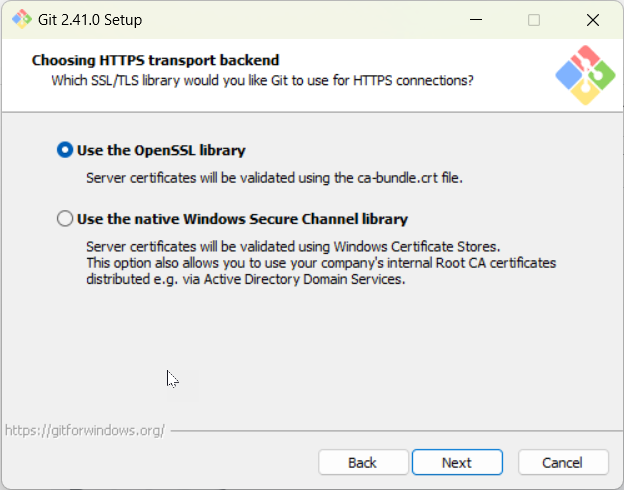 Git 2.41.0 Setup
Choosing HTTPS transport backend
Which SSL/TLS library would you like Git to use for HTTPS connections?
Use the OpenSSL library
Server certificates will be validated using the ca-bundle.crt file.
Use the native Windows Secure Channel library
Server certificates will be validated using Windows Certificate Stores.
This option also allows you to use your company's internal Root CA certificates
distributed e.g. via Active Directory Domain Services.
https://gitforwindows.org/
Back Next Cancel